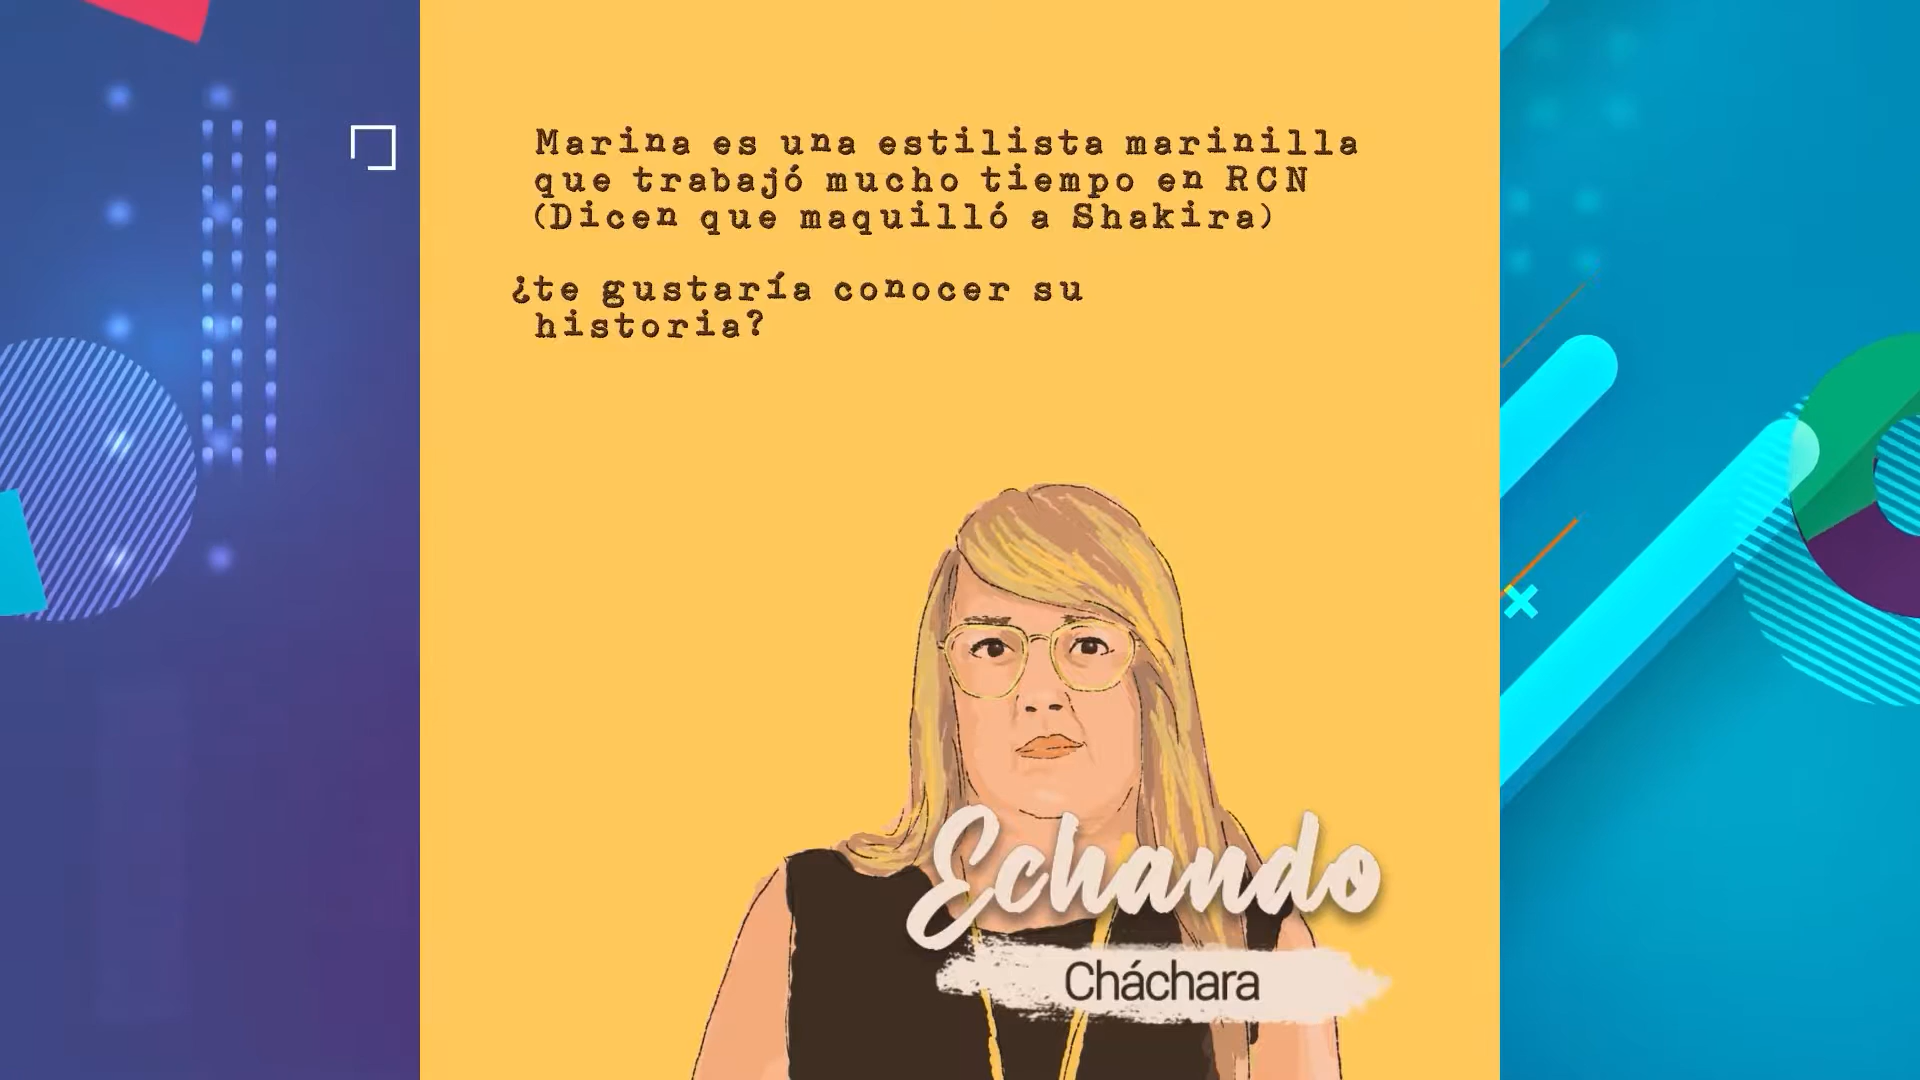 Marina es una estilista marinilla
que trabajó mucho tiempo en RCN
(Dicen que maquilló a Shakira)
¿te gustaría conocer su
historia?
Echando
Cháchara